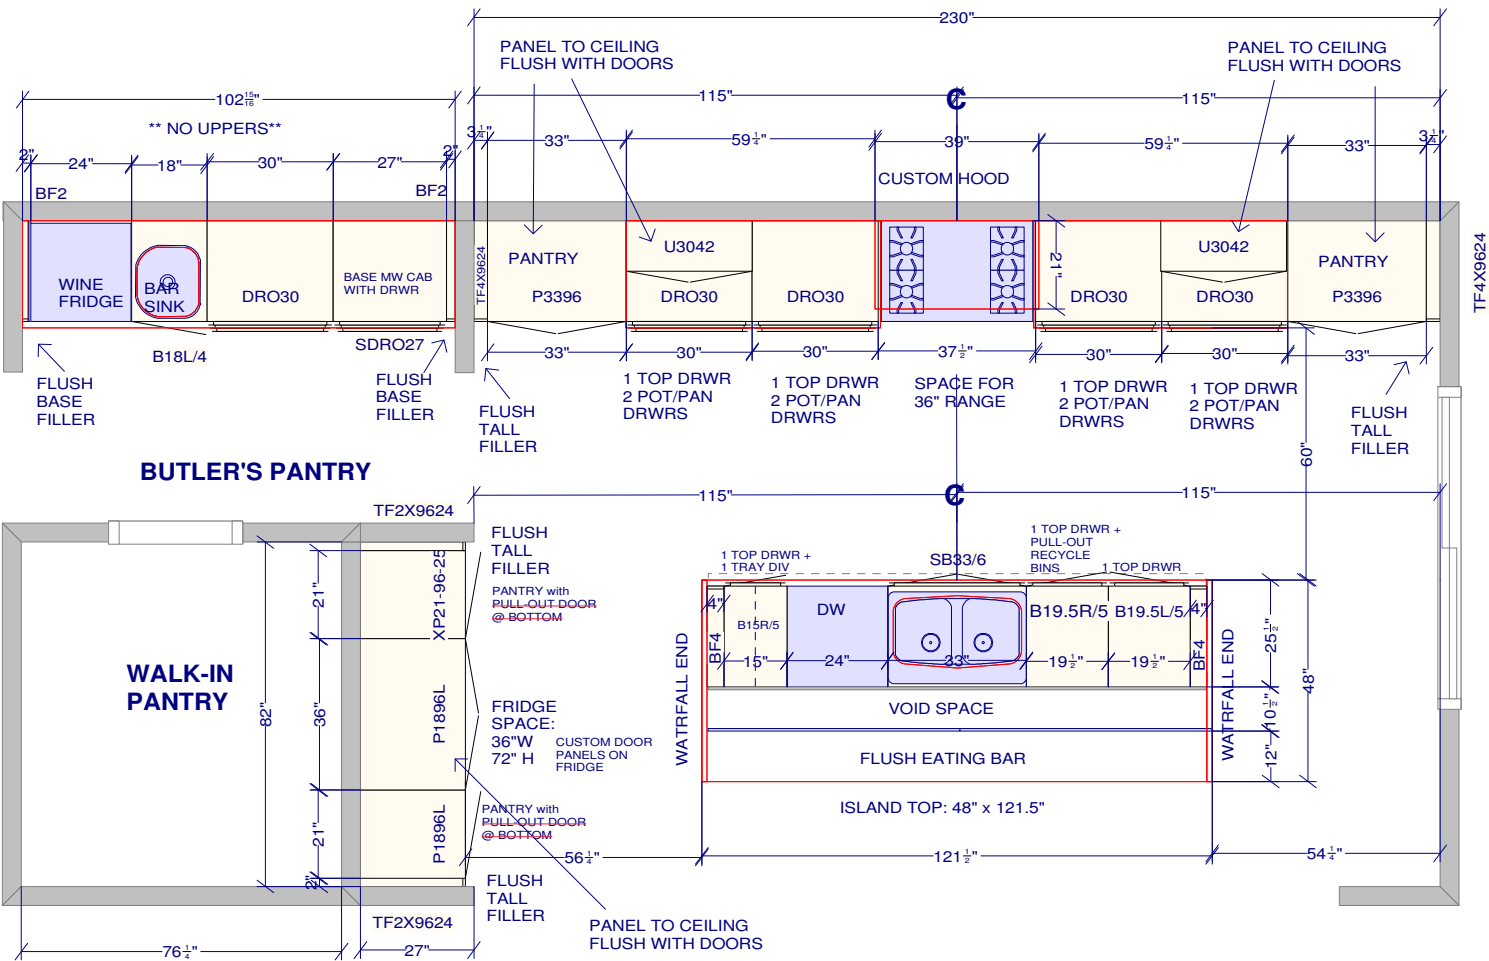 230"
PANEL TO CEILING
FLUSH WITH DOORS
PANEL TO CEILING
FLUSH WITH DOORS
102 15/16"
115"
C
115"
** NO UPPERS**
3 1/4"
33"
59 1/4"
39"
59 1/4"
33"
3 1/4"
2"
24"
18"
30"
27"
2"
BF2
BF2
CUSTOM HOOD
WINE
FRIDGE
BAR
SINK
DRO30
BASE MW CAB
WITH DRWR
TF4X9624
PANTRY
P3396
U3042
DRO30
DRO30
21"
DRO30
U3042
DRO30
PANTRY
P3396
TF4X9624
B18L/4
SDRO27
33"
30"
30"
37 1/2"
30"
30"
33"
FLUSH
BASE
FILLER
FLUSH
BASE
FILLER
FLUSH
TALL
FILLER
1 TOP DRWR
2 POT/PAN
DRWRS
1 TOP DRWR
2 POT/PAN
DRWRS
SPACE FOR
36" RANGE
1 TOP DRWR
2 POT/PAN
DRWRS
1 TOP DRWR
2 POT/PAN
DRWRS
FLUSH
TALL
FILLER
60"
BUTLER'S PANTRY
115"
C
115"
TF2X9624
FLUSH
TALL
FILLER
PANTRY with
PULL-OUT DOOR
@ BOTTOM
1 TOP DRWR +
1 TRAY DIV
SB33/6
1 TOP DRWR +
PULL-OUT
RECYCLE
BINS
1 TOP DRWR
21"
XP21-96-25
4"
B15R/5
DW
B19.5R/5
B19.5L/5
4"
BF4
15"
24"
33"
19 1/2"
19 1/2"
BF4
25 1/2"
WALK-IN
PANTRY
82"
36"
P1896L
FRIDGE
SPACE:
36"W
72" H
CUSTOM DOOR
PANELS ON
FRIDGE
WATRFALL END
VOID SPACE
WATRFALL END
10 1/2"
48"
FLUSH EATING BAR
12"
21"
P1896L
PANTRY with
PULL-OUT DOOR
@ BOTTOM
ISLAND TOP: 48" x 121.5"
56 1/4"
121 1/2"
54 1/4"
2"
FLUSH
TALL
FILLER
TF2X9624
PANEL TO CEILING
FLUSH WITH DOORS
76 1/4"
27"